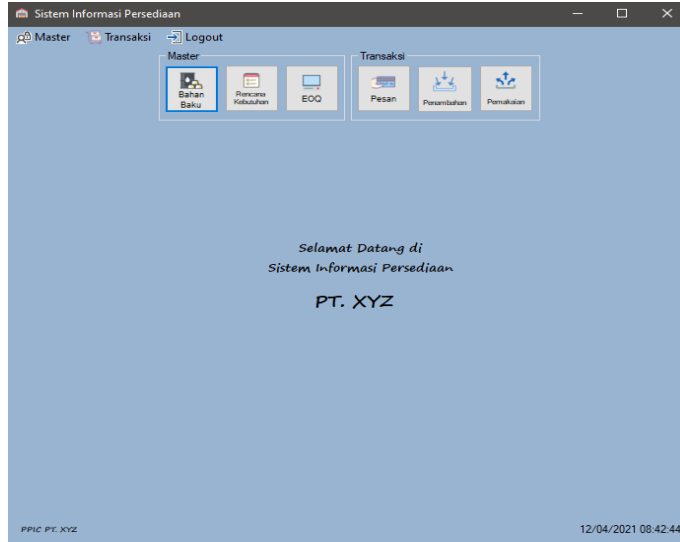 Sistem Informasi Persediaan
Master Transaksi Logout
Master Transaksi
Bahan
Baku
Rencana
Kebutuhan
EOQ
Pesan
Penambahan
Pemakaian
Selamat Datang di
Sistem Informasi Persediaan
PT. XYZ
PPIC PT. XYZ
12/04/2021 08:42:44